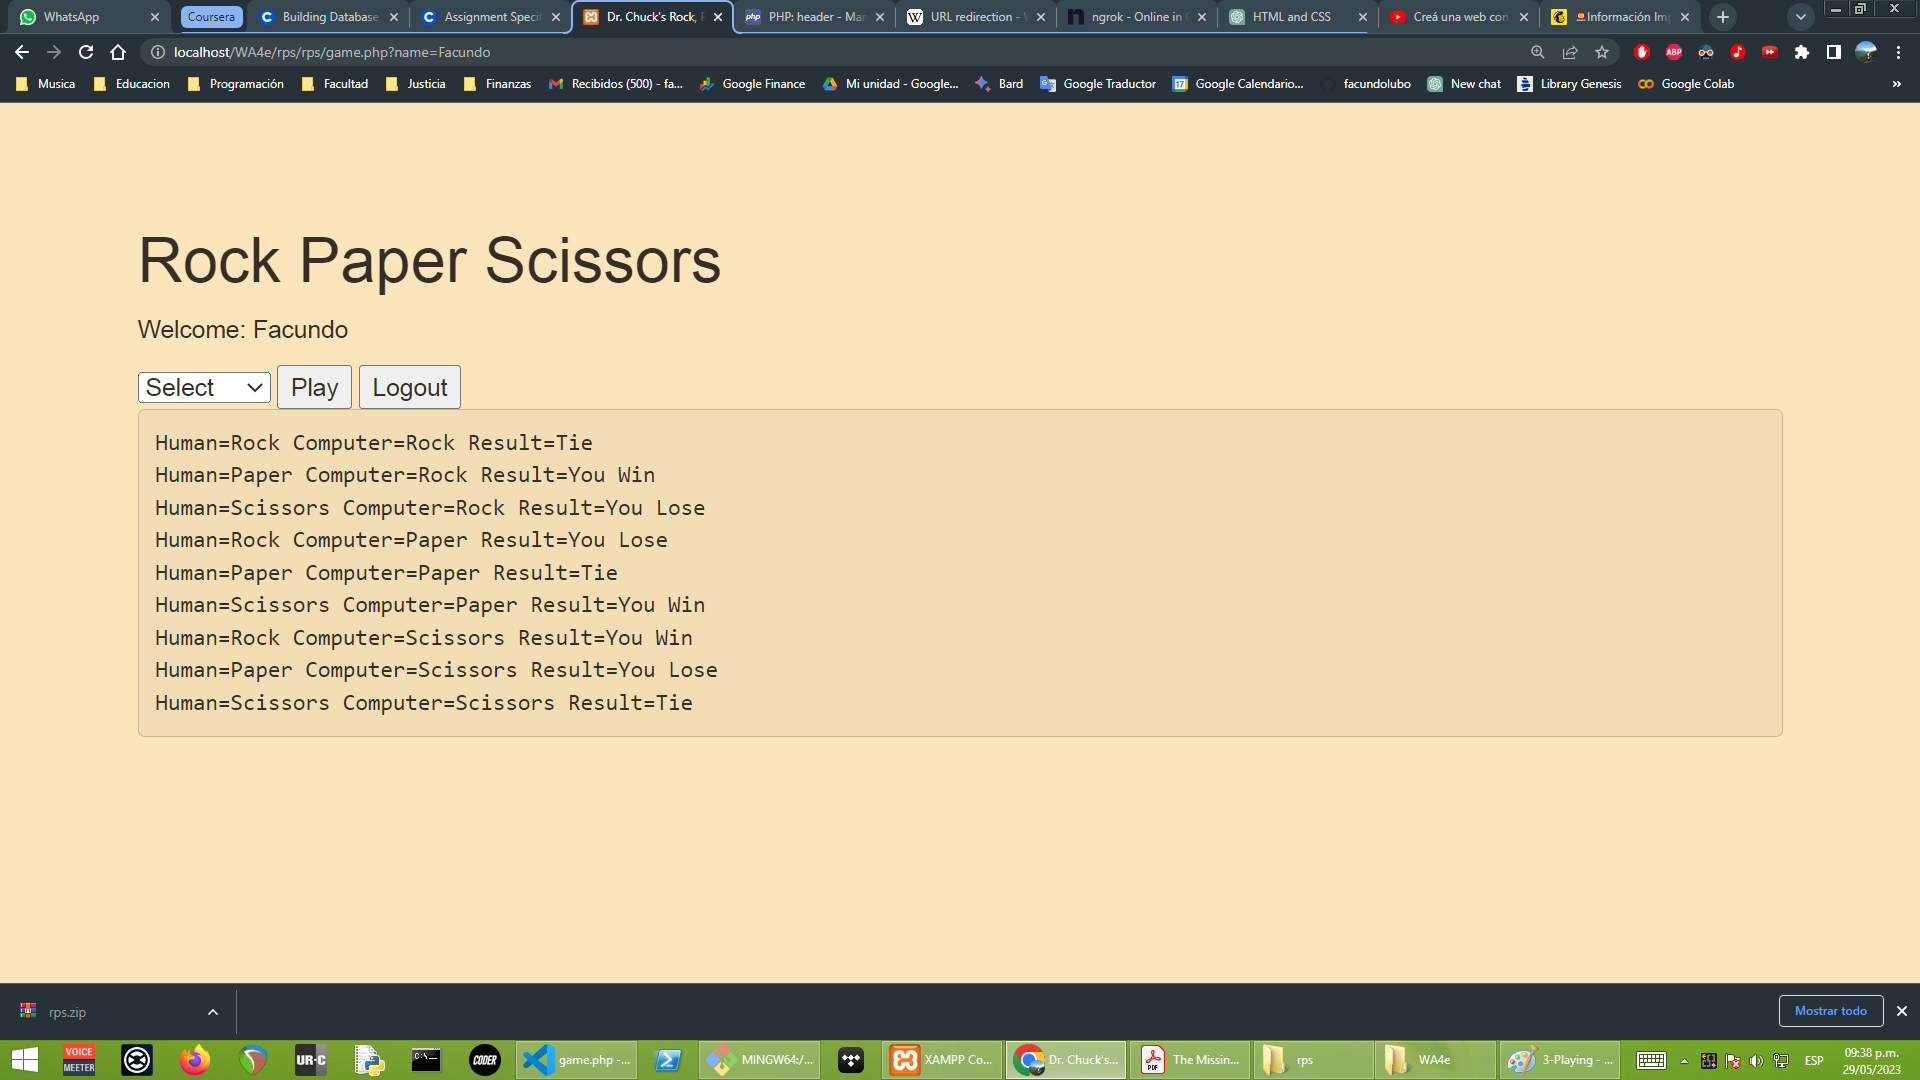 WhatsApp
Coursera
Building Database
Assignment Specif
Dr. Chuck's Rock, P
php PHP: header - Mar
W URL redirection - W
n ngrok - Online in
HTML and CSS
Creá una web con
Información Imp
localhost/WA4e/rps/rps/game.php?name=Facundo
ABP
Musica
Educacion
Programación
Facultad
Justicia
Finanzas
Recibidos (500) - fa...
Google Finance
Mi unidad - Google...
Bard
Google Traductor
17 Google Calendario...
facundolubo
New chat
Library Genesis
Google Colab
»
Rock Paper Scissors
Welcome: Facundo
Select Play Logout
Human=Rock Computer=Rock Result=Tie
Human=Paper Computer=Rock Result=You Win
Human=Scissors Computer=Rock Result=You Lose
Human=Rock Computer=Paper Result=You Lose
Human=Paper Computer=Paper Result=Tie
Human=Scissors Computer=Paper Result=You Win
Human=Rock Computer=Scissors Result=You Win
Human=Paper Computer=Scissors Result=You Lose
Human=Scissors Computer=Scissors Result=Tie
rps.zip
Mostrar todo
VOICE
MEETER
UR-C
C:\_
CODER
game.php -...
MINGW64:/...
XAMPP Co...
Dr. Chuck's...
PDF
The Missin...
rps
WA4e
3-Playing - ...
ESP
09:38 p.m.
29/05/2023